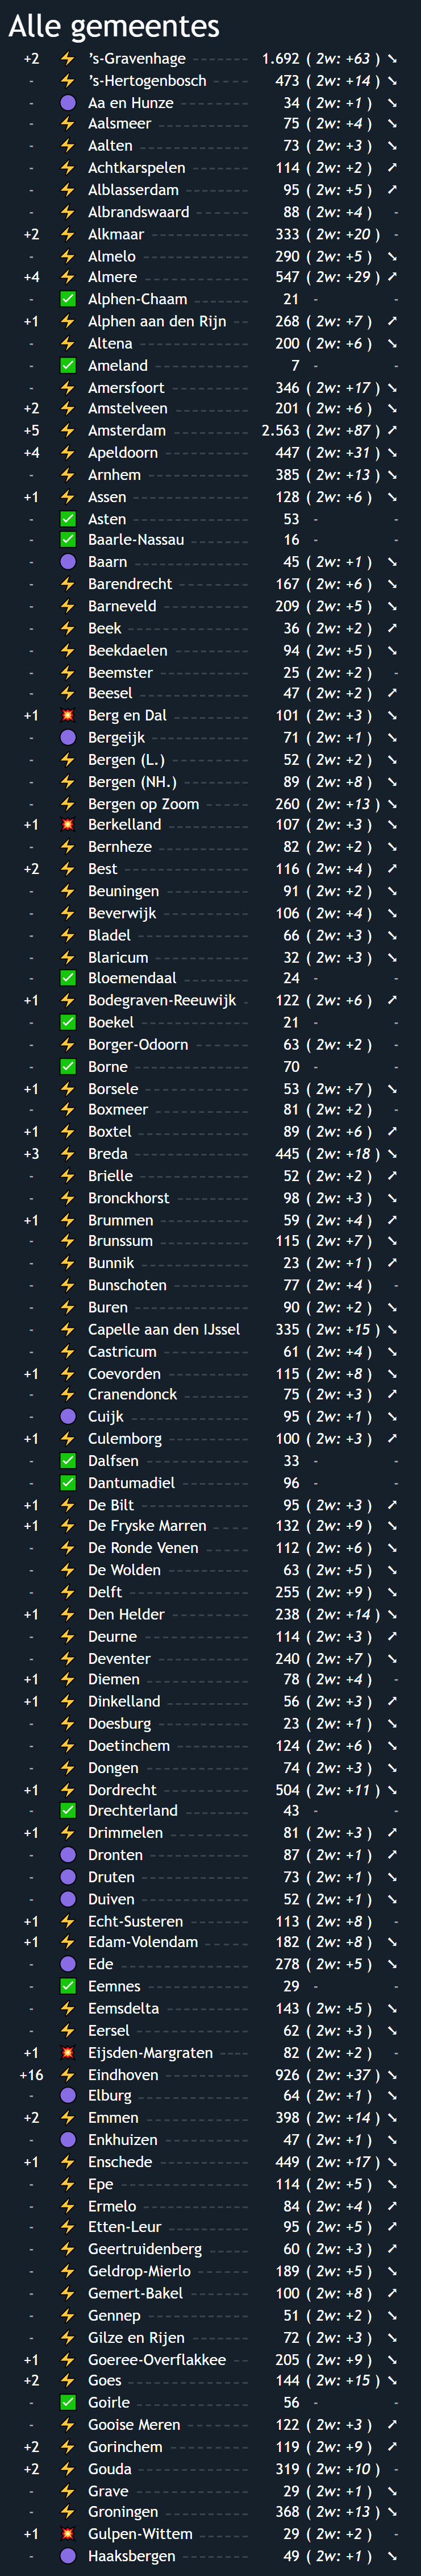 Alle gemeentes
+2 ⚡ ’s-Gravenhage 1.692 ( 2w: +63 ) ↘
- ⚡ ’s-Hertogenbosch 473 ( 2w: +14 ) ↘
- 🟣 Aa en Hunze 34 ( 2w: +1 ) ↘
- ⚡ Aalsmeer 75 ( 2w: +4 ) ↘
- ⚡ Aalten 73 ( 2w: +3 ) ↘
- ⚡ Achtkarspelen 114 ( 2w: +2 ) ↗
- ⚡ Alblasserdam 95 ( 2w: +5 ) ↗
- ⚡ Albrandswaard 88 ( 2w: +4 ) -
+2 ⚡ Alkmaar 333 ( 2w: +20 ) -
- ⚡ Almelo 290 ( 2w: +5 ) ↘
+4 ⚡ Almere 547 ( 2w: +29 ) ↗
- ✅ Alphen-Chaam 21 - -
+1 ⚡ Alphen aan den Rijn 268 ( 2w: +7 ) ↗
- ⚡ Altena 200 ( 2w: +6 ) ↘
- ✅ Ameland 7 - -
- ⚡ Amersfoort 346 ( 2w: +17 ) ↘
+2 ⚡ Amstelveen 201 ( 2w: +6 ) ↘
+5 ⚡ Amsterdam 2.563 ( 2w: +87 ) ↗
+4 ⚡ Apeldoorn 447 ( 2w: +31 ) ↘
- ⚡ Arnhem 385 ( 2w: +13 ) ↘
+1 ⚡ Assen 128 ( 2w: +6 ) ↘
- ✅ Asten 53 - -
- ✅ Baarle-Nassau 16 - -
- 🟣 Baarn 45 ( 2w: +1 ) ↘
- ⚡ Barendrecht 167 ( 2w: +6 ) ↘
- ⚡ Barneveld 209 ( 2w: +5 ) ↘
- ⚡ Beek 36 ( 2w: +2 ) ↗
- ⚡ Beekdaelen 94 ( 2w: +5 ) ↘
- ⚡ Beemster 25 ( 2w: +2 ) -
- ⚡ Beesel 47 ( 2w: +2 ) ↗
+1 💥 Berg en Dal 101 ( 2w: +3 ) ↘
- 🟣 Bergeijk 71 ( 2w: +1 ) ↘
- ⚡ Bergen (L.) 52 ( 2w: +2 ) ↘
- ⚡ Bergen (NH.) 89 ( 2w: +8 ) ↘
- ⚡ Bergen op Zoom 260 ( 2w: +13 ) ↘
+1 💥 Berkelland 107 ( 2w: +3 ) ↘
- ⚡ Bernheze 82 ( 2w: +2 ) ↘
+2 ⚡ Best 116 ( 2w: +4 ) ↗
- ⚡ Beuningen 91 ( 2w: +2 ) ↘
- ⚡ Beverwijk 106 ( 2w: +4 ) ↘
- ⚡ Bladel 66 ( 2w: +3 ) ↘
- ⚡ Blaricum 32 ( 2w: +3 ) ↘
- ✅ Bloemendaal 24 - -
+1 ⚡ Bodegraven-Reeuwijk 122 ( 2w: +6 ) ↗
- ✅ Boekel 21 - -
- ⚡ Borger-Odoorn 63 ( 2w: +2 ) -
- ✅ Borne 70 - -
+1 ⚡ Borsele 53 ( 2w: +7 ) ↘
- ⚡ Boxmeer 81 ( 2w: +2 ) -
+1 ⚡ Boxtel 89 ( 2w: +6 ) ↗
+3 ⚡ Breda 445 ( 2w: +18 ) ↘
- ⚡ Brielle 52 ( 2w: +2 ) ↗
- ⚡ Bronckhorst 98 ( 2w: +3 ) ↘
+1 ⚡ Brummen 59 ( 2w: +4 ) ↗
- ⚡ Brunssum 115 ( 2w: +7 ) ↘
- ⚡ Bunnik 23 ( 2w: +1 ) ↗
- ⚡ Bunschoten 77 ( 2w: +4 ) -
- ⚡ Buren 90 ( 2w: +2 ) ↘
- ⚡ Capelle aan den IJssel 335 ( 2w: +15 ) ↘
- ⚡ Castricum 61 ( 2w: +4 ) ↘
+1 ⚡ Coevorden 115 ( 2w: +8 ) ↘
- ⚡ Cranendonck 75 ( 2w: +3 ) ↗
- 🟣 Cuijk 95 ( 2w: +1 ) ↘
+1 ⚡ Culemborg 100 ( 2w: +3 ) ↗
- ✅ Dalfsen 33 - -
- ✅ Dantumadiel 96 - -
+1 ⚡ De Bilt 95 ( 2w: +3 ) ↗
+1 ⚡ De Fryske Marren 132 ( 2w: +9 ) ↘
- ⚡ De Ronde Venen 112 ( 2w: +6 ) ↘
- ⚡ De Wolden 63 ( 2w: +5 ) ↘
- ⚡ Delft 255 ( 2w: +9 ) ↘
+1 ⚡ Den Helder 238 ( 2w: +14 ) ↘
- ⚡ Deurne 114 ( 2w: +3 ) ↗
- ⚡ Deventer 240 ( 2w: +7 ) ↘
+1 ⚡ Diemen 78 ( 2w: +4 ) -
+1 ⚡ Dinkelland 56 ( 2w: +3 ) ↗
- ⚡ Doesburg 23 ( 2w: +1 ) ↘
- ⚡ Doetinchem 124 ( 2w: +6 ) ↘
- ⚡ Dongen 74 ( 2w: +3 ) ↘
+1 ⚡ Dordrecht 504 ( 2w: +11 ) ↘
- ✅ Drechterland 43 - -
+1 ⚡ Drimmelen 81 ( 2w: +3 ) ↗
- 🟣 Dronten 87 ( 2w: +1 ) ↗
- 🟣 Druten 73 ( 2w: +1 ) ↘
- 🟣 Duiven 52 ( 2w: +1 ) ↘
+1 ⚡ Echt-Susteren 113 ( 2w: +8 ) -
+1 ⚡ Edam-Volendam 182 ( 2w: +8 ) ↘
- 🟣 Ede 278 ( 2w: +5 ) ↘
- ✅ Eemnes 29 - -
- ⚡ Eemsdelta 143 ( 2w: +5 ) ↘
- ⚡ Eersel 62 ( 2w: +3 ) ↘
+1 💥 Eijsden-Margraten 82 ( 2w: +2 ) -
+16 ⚡ Eindhoven 926 ( 2w: +37 ) ↘
- 🟣 Elburg 64 ( 2w: +1 ) ↘
+2 ⚡ Emmen 398 ( 2w: +14 ) ↘
- 🟣 Enkhuizen 47 ( 2w: +1 ) ↘
+1 ⚡ Enschede 449 ( 2w: +17 ) ↘
- ⚡ Epe 114 ( 2w: +5 ) ↘
- ⚡ Ermelo 84 ( 2w: +4 ) ↗
- ⚡ Etten-Leur 95 ( 2w: +5 ) ↗
- ⚡ Geertruidenberg 60 ( 2w: +3 ) ↗
- ⚡ Geldrop-Mierlo 189 ( 2w: +5 ) ↘
- ⚡ Gemert-Bakel 100 ( 2w: +8 ) ↗
- ⚡ Gennep 51 ( 2w: +2 ) ↘
- ⚡ Gilze en Rijen 72 ( 2w: +3 ) ↘
+1 ⚡ Goeree-Overflakkee 205 ( 2w: +9 ) ↘
+2 ⚡ Goes 144 ( 2w: +15 ) ↘
- ✅ Goirle 56 - -
- ⚡ Gooise Meren 122 ( 2w: +3 ) ↗
+2 ⚡ Gorinchem 119 ( 2w: +9 ) ↗
+2 ⚡ Gouda 319 ( 2w: +10 ) -
- ⚡ Grave 29 ( 2w: +1 ) ↘
- ⚡ Groningen 368 ( 2w: +13 ) ↘
+1 💥 Gulpen-Wittem 29 ( 2w: +2 ) -
- 🟣 Haaksbergen 49 ( 2w: +1 ) ↘